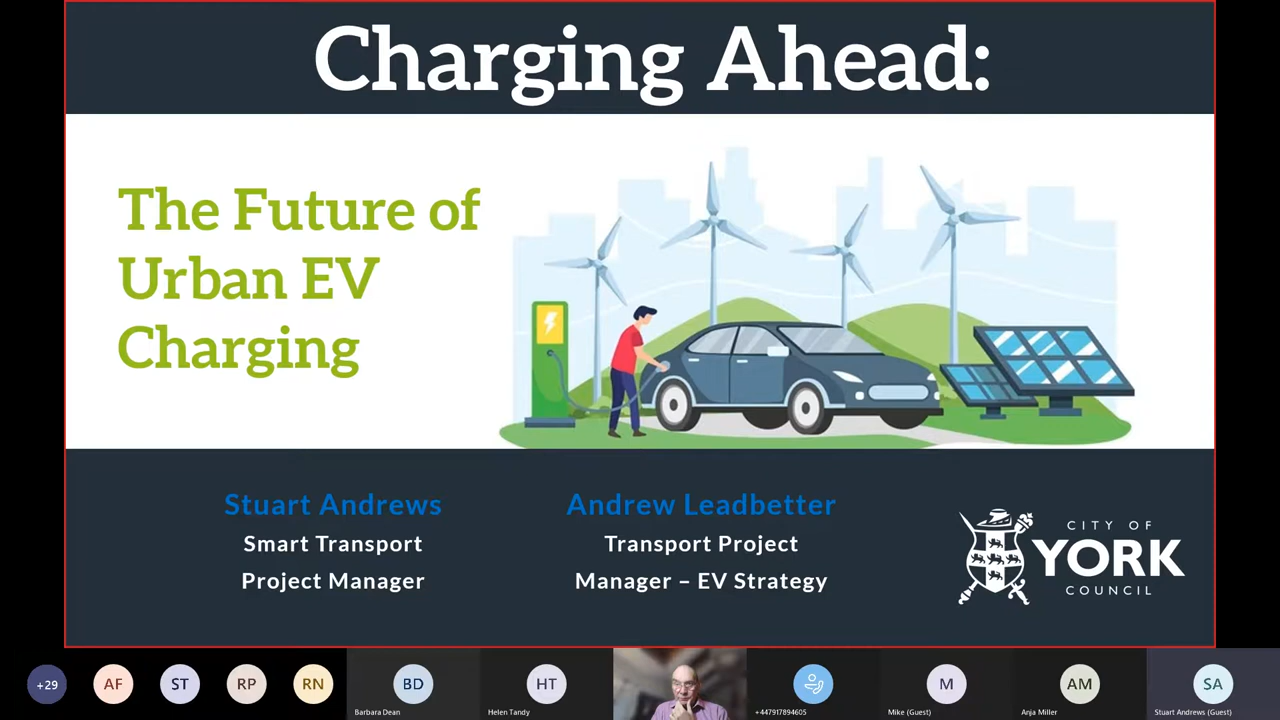 Charging Ahead:
The Future of
Urban EV
Charging
Stuart Andrews
Smart Transport
Project Manager
Andrew Leadbetter
Transport Project
Manager – EV Strategy
CITY OF
YORK
COUNCIL
+29
AF
ST
RP
RN
BD
Barbara Dean
HT
Helen Tandy
+447917894605
M
Mike (Guest)
AM
Anja Miller
SA
Stuart Andrews (Guest)